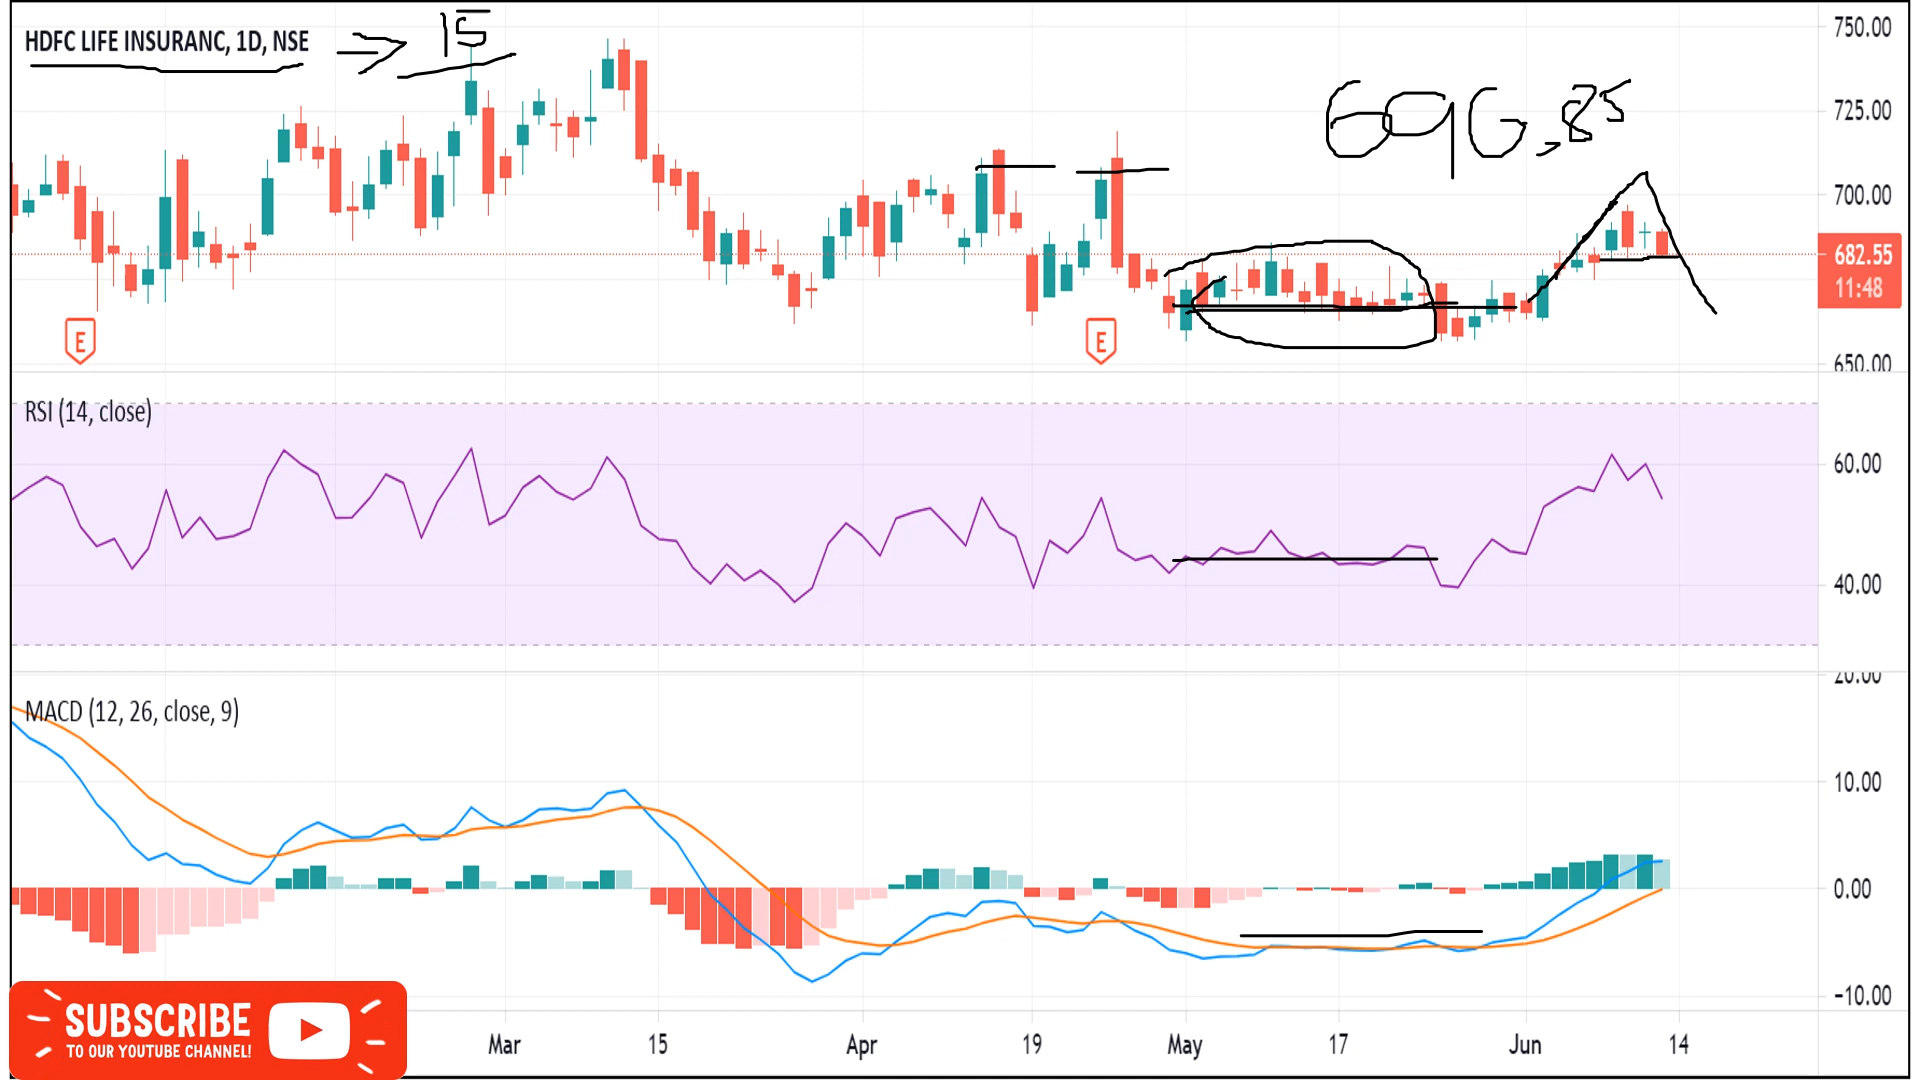 HDFC LIFE INSURANC, 1D, NSE
15
696.85
750.00
725.00
700.00
682.55
11:48
650.00
E
E
RSI (14, close)
60.00
40.00
MACD (12, 26, close, 9)
20.00
10.00
0.00
-10.00
SUBSCRIBE
TO OUR YOUTUBE CHANNEL!
Mar 15 Apr 19 May 17 Jun 14